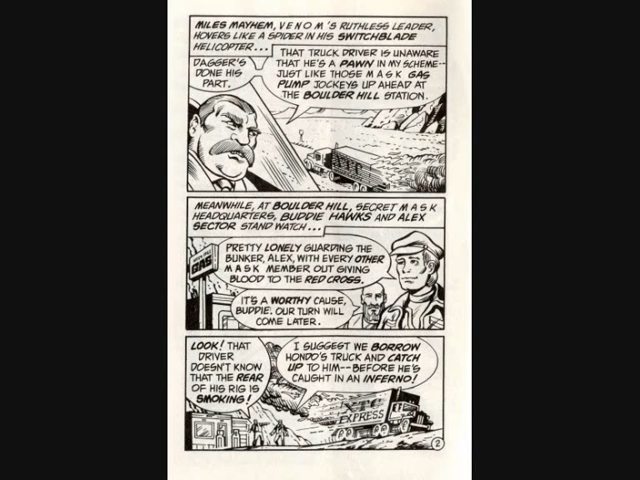 MILES MAYHEM, V E N O M'S RUTHLESS LEADER,
HOVERS LIKE A SPIDER IN HIS SWITCHBLADE
HELICOPTER...
DAGGER'S
DONE HIS
PART.
THAT TRUCK DRIVER IS UNAWARE
THAT HE'S A PAWN IN MY SCHEME--
JUST LIKE THOSE M A S K GAS
PUMP JOCKEYS UP AHEAD AT
THE BOULDER HILL STATION.
MEANWHILE, AT BOULDER HILL, SECRET M A S K
HEADQUARTERS, BUDDIE HAWKS AND ALEX
SECTOR STAND WATCH...
PRETTY LONELY GUARDING THE
BUNKER, ALEX, WITH EVERY OTHER
M A S K MEMBER OUT GIVING
BLOOD TO THE RED CROSS.
GAS
IT'S A WORTHY CAUSE,
BUDDIE. OUR TURN WILL
COME LATER.
LOOK! THAT
DRIVER
DOESN'T KNOW
THAT THE REAR
OF HIS RIG IS
SMOKING!
I SUGGEST WE BORROW
HONDO'S TRUCK AND CATCH
UP TO HIM--BEFORE HE'S
CAUGHT IN AN INFERNO!
EXPRESS
2